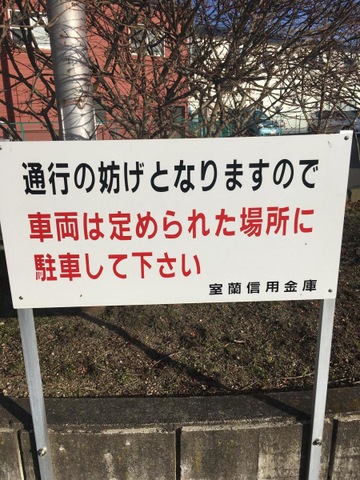 通行の妨げとなりますので
車両は定められた場所に
駐車して下さい
室蘭信用金庫